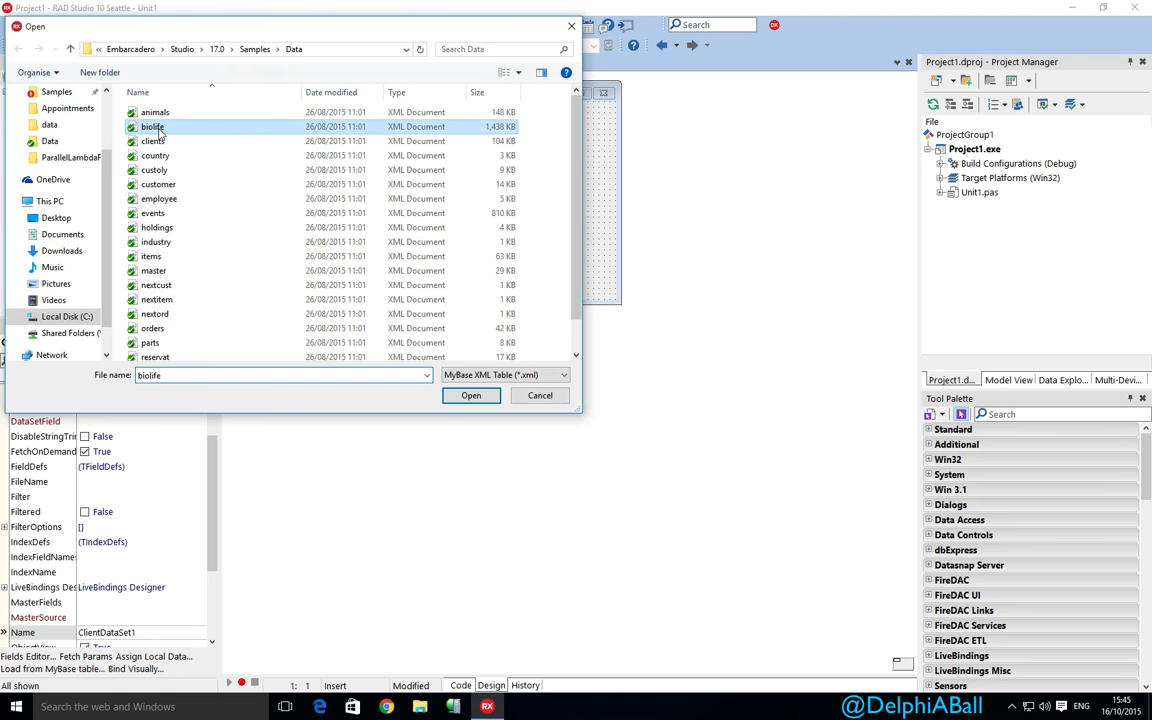 Project1 - RAD Studio 10 Seattle - Unit1
Open
Embarcadero
Studio
17.0
Samples
Data
Search Data
Organise
New folder
Name
Date modified
Type
Size
animals 26/08/2015 11:01 XML Document 148 KB
biolife 26/08/2015 11:01 XML Document 1,438 KB
clients 26/08/2015 11:01 XML Document 104 KB
country 26/08/2015 11:01 XML Document 3 KB
custoly 26/08/2015 11:01 XML Document 9 KB
customer 26/08/2015 11:01 XML Document 14 KB
employee 26/08/2015 11:01 XML Document 5 KB
events 26/08/2015 11:01 XML Document 810 KB
holdings 26/08/2015 11:01 XML Document 4 KB
industry 26/08/2015 11:01 XML Document 1 KB
items 26/08/2015 11:01 XML Document 63 KB
master 26/08/2015 11:01 XML Document 29 KB
nextcust 26/08/2015 11:01 XML Document 1 KB
nextitem 26/08/2015 11:01 XML Document 1 KB
nextord 26/08/2015 11:01 XML Document 1 KB
orders 26/08/2015 11:01 XML Document 42 KB
parts 26/08/2015 11:01 XML Document 8 KB
reservat 26/08/2015 11:01 XML Document 17 KB
Samples
Appointments
data
Data
ParallelLambdaF
OneDrive
This PC
Desktop
Documents
Downloads
Music
Pictures
Videos
Local Disk (C:)
Shared Folders (
Network
File name:
biolife
MyBase XML Table (*.xml)
Open
Cancel
DataSetField
DisableStringTrin False
FetchOnDemand True
FieldDefs (TFieldDefs)
FileName
Filter
Filtered False
FilterOptions []
IndexDefs (TIndexDefs)
IndexFieldNames
IndexName
LiveBindings Des LiveBindings Designer
MasterFields
MasterSource
Name ClientDataSet1
ObjectView True
Fields Editor... Fetch Params Assign Local Data...
Load from MyBase table... Bind Visually...
All shown
1: 1
Insert
Modified
Code
Design
History
Search
Project1.dproj - Project Manager
File
ProjectGroup1
Project1.exe
Build Configurations (Debug)
Target Platforms (Win32)
Unit1.pas
Project1.d...
Model View
Data Explo...
Multi-Devi...
Tool Palette
Search
Standard
Additional
Win32
System
Win 3.1
Dialogs
Data Access
Data Controls
dbExpress
Datasnap Server
FireDAC
FireDAC UI
FireDAC Links
FireDAC Services
FireDAC ETL
LiveBindings
LiveBindings Misc
Sensors
Search the web and Windows
RX
@DelphiABall
ENG
15:45
16/10/2015